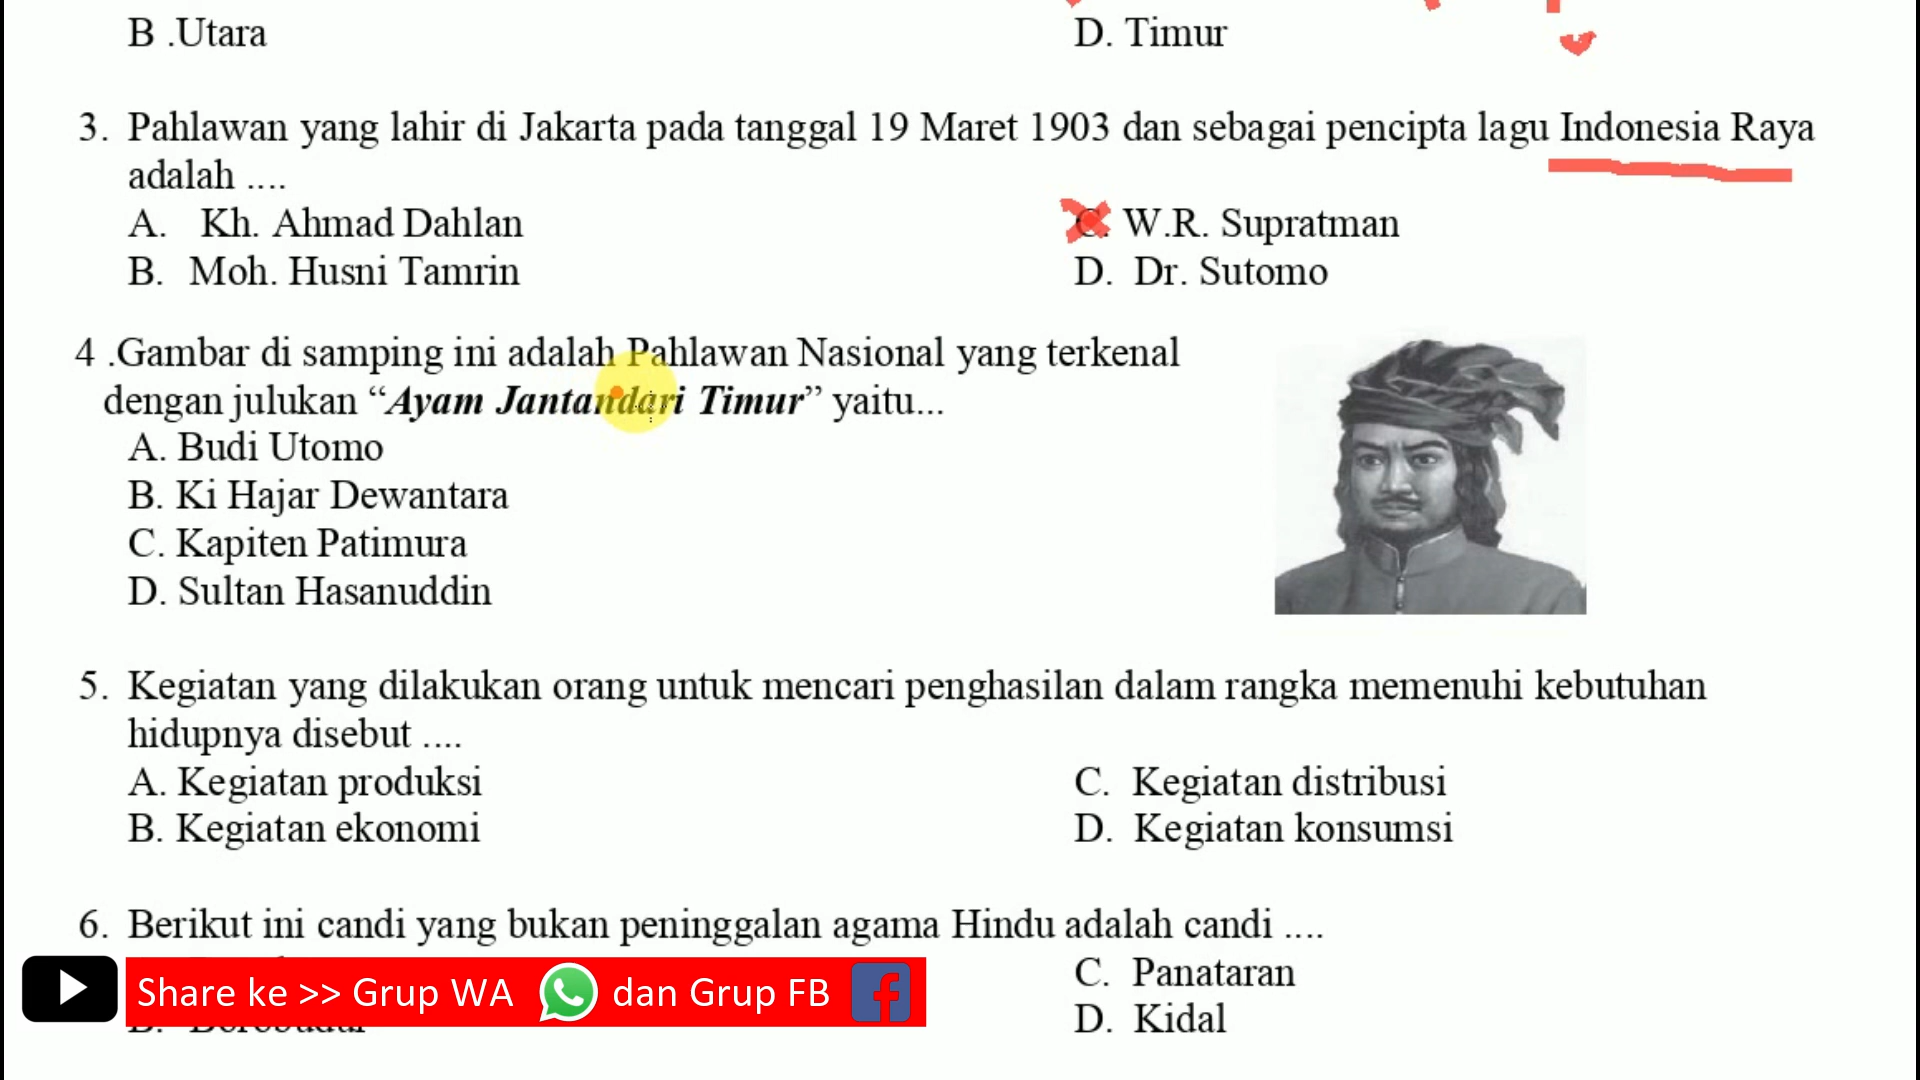 B .Utara
D. Timur
3. Pahlawan yang lahir di Jakarta pada tanggal 19 Maret 1903 dan sebagai pencipta lagu Indonesia Raya
adalah ....
A. Kh. Ahmad Dahlan
C. W.R. Supratman
B. Moh. Husni Tamrin
D. Dr. Sutomo
4 .Gambar di samping ini adalah Pahlawan Nasional yang terkenal
dengan julukan “Ayam Jantandari Timur” yaitu...
A. Budi Utomo
B. Ki Hajar Dewantara
C. Kapiten Patimura
D. Sultan Hasanuddin
5. Kegiatan yang dilakukan orang untuk mencari penghasilan dalam rangka memenuhi kebutuhan
hidupnya disebut ....
A. Kegiatan produksi
C. Kegiatan distribusi
B. Kegiatan ekonomi
D. Kegiatan konsumsi
6. Berikut ini candi yang bukan peninggalan agama Hindu adalah candi ....
C. Panataran
Share ke >> Grup WA dan Grup FB
D. Kidal